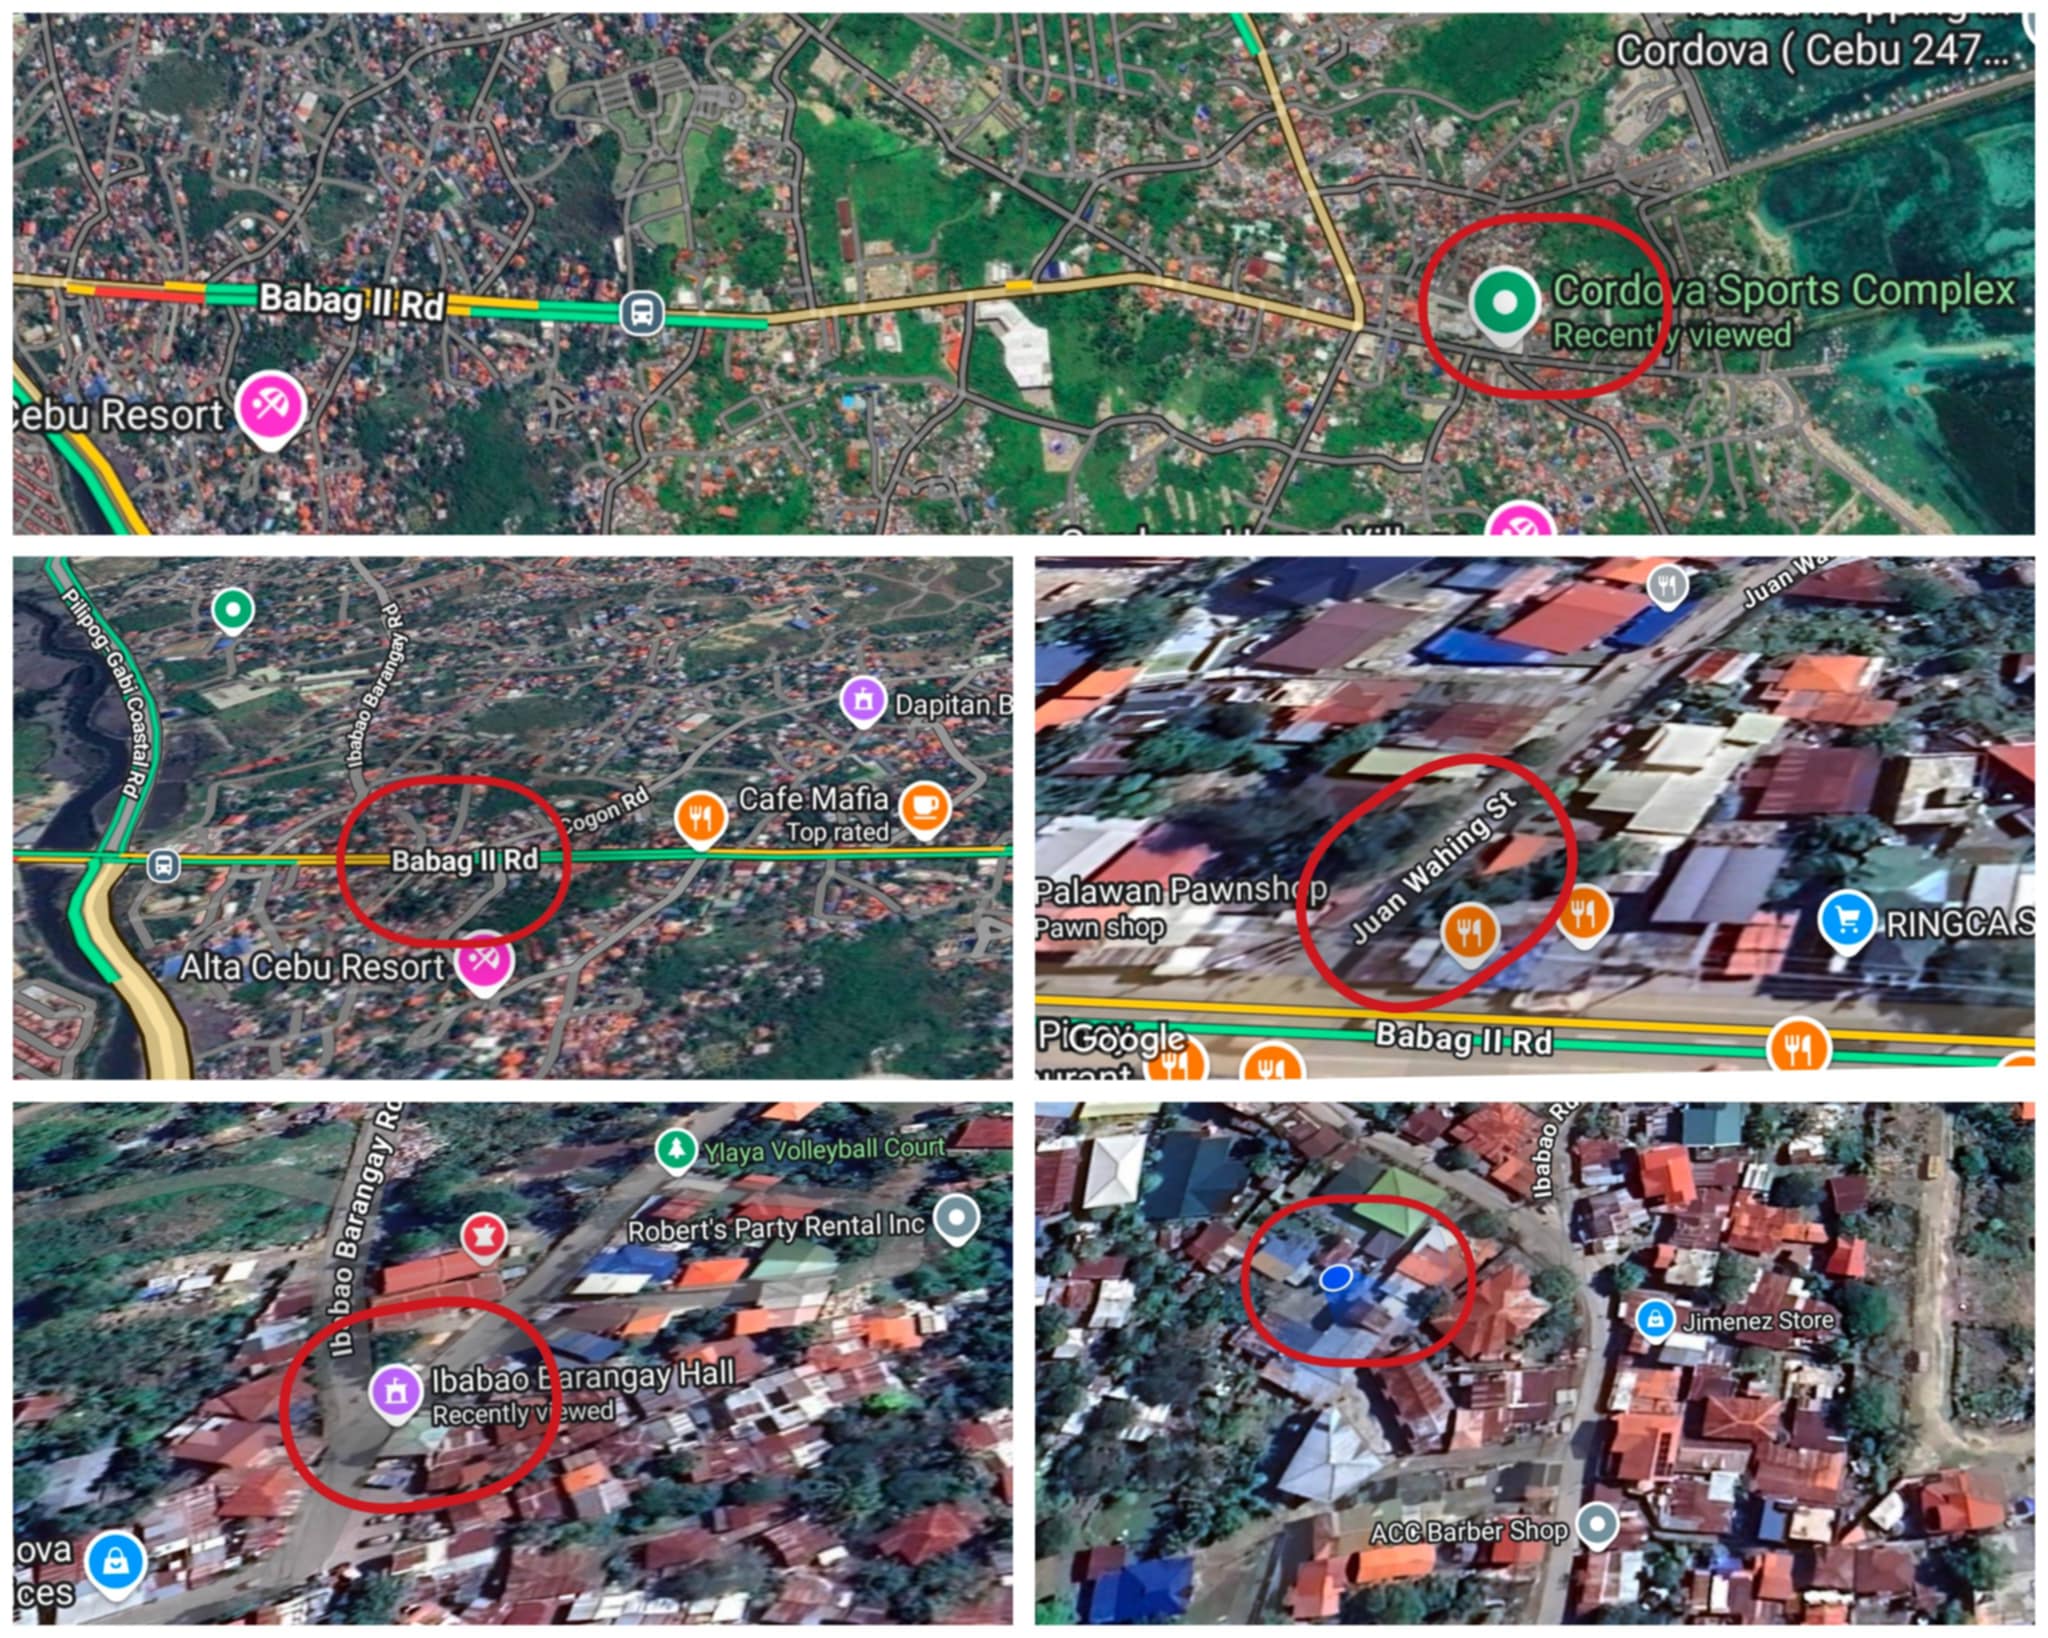 Cordova ( Cebu 247...
Babag II Rd
Cordova Sports Complex
Recently viewed
Cebu Resort
Pilipog-Gabi Coastal Rd
Ibabao Barangay Rd
Dapitan B
Cogon Rd
Cafe Mafia
Top rated
Babag II Rd
Alta Cebu Resort
Juan Wa
Juan Wahing St
Palawan Pawnshop
Pawn shop
RINGCA S
Google
Babag II Rd
Ibabao Barangay Rd
Ylaya Volleyball Court
Robert's Party Rental Inc
Ibabao Barangay Hall
Recently viewed
ova
ices
Ibabao Rd
Jimenez Store
ACC Barber Shop